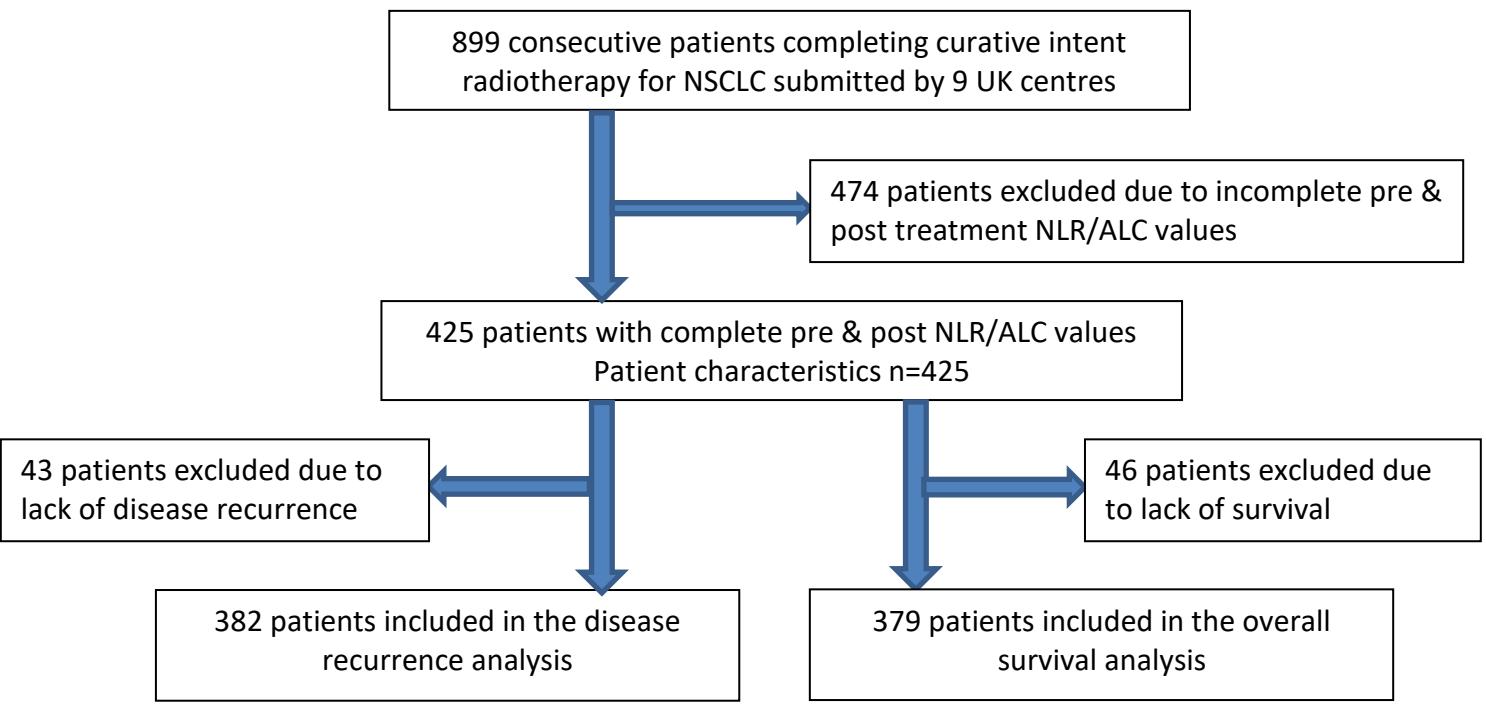 899 consecutive patients completing curative intent
radiotherapy for NSCLC submitted by 9 UK centres
474 patients excluded due to incomplete pre &
post treatment NLR/ALC values
425 patients with complete pre & post NLR/ALC values
Patient characteristics n=425
43 patients excluded due to
lack of disease recurrence
46 patients excluded due
to lack of survival
382 patients included in the disease
recurrence analysis
379 patients included in the overall
survival analysis